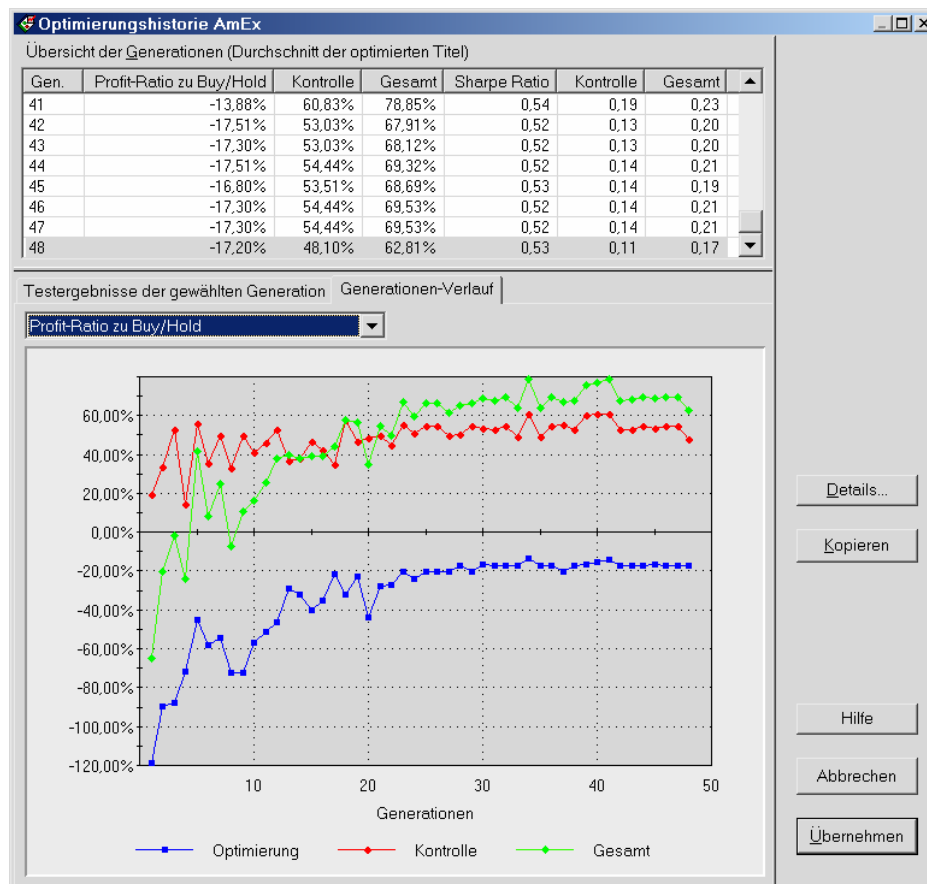 Optimierungshistorie AmEx
Übersicht der Generationen (Durchschnitt der optimierten Titel)
Gen. Profit-Ratio zu Buy/Hold Kontrolle Gesamt Sharpe Ratio Kontrolle Gesamt
41 -13,88% 60,83% 78,85% 0,54 0,19 0,23
42 -17,51% 53,03% 67,91% 0,52 0,13 0,20
43 -17,30% 53,03% 68,12% 0,52 0,13 0,20
44 -17,51% 54,44% 69,32% 0,52 0,14 0,21
45 -16,80% 53,51% 68,69% 0,53 0,14 0,19
46 -17,30% 54,44% 69,53% 0,52 0,14 0,21
47 -17,30% 54,44% 69,53% 0,52 0,14 0,21
48 -17,20% 48,10% 62,81% 0,53 0,11 0,17
Testergebnisse der gewählten Generation Generationen-Verlauf
Profit-Ratio zu Buy/Hold
60,00%
40,00%
20,00%
0,00%
-20,00%
-40,00%
-60,00%
-80,00%
-100,00%
-120,00%
10 20 30 40 50
Generationen
Optimierung Kontrolle Gesamt
Details...
Kopieren
Hilfe
Abbrechen
Übernehmen